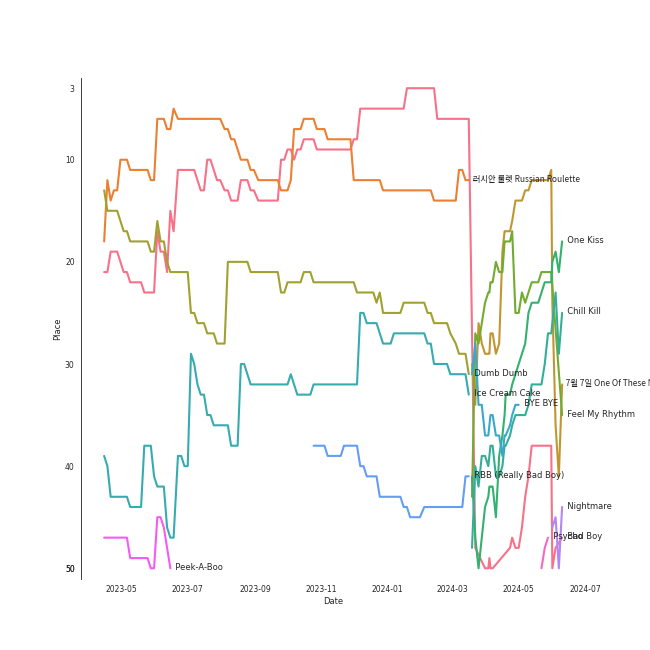 3
10
20
30
40
50
Place
러시안 룰렛 Russian Roulette
One Kiss
Chill Kill
Dumb Dumb
7월 7일 One Of These N
Ice Cream Cake
BYE BYE
Feel My Rhythm
RBB (Really Bad Boy)
Nightmare
Psycho
Bad Boy
Peek-A-Boo
2023-05
2023-07
2023-09
2023-11
2024-01
2024-03
2024-05
2024-07
Date